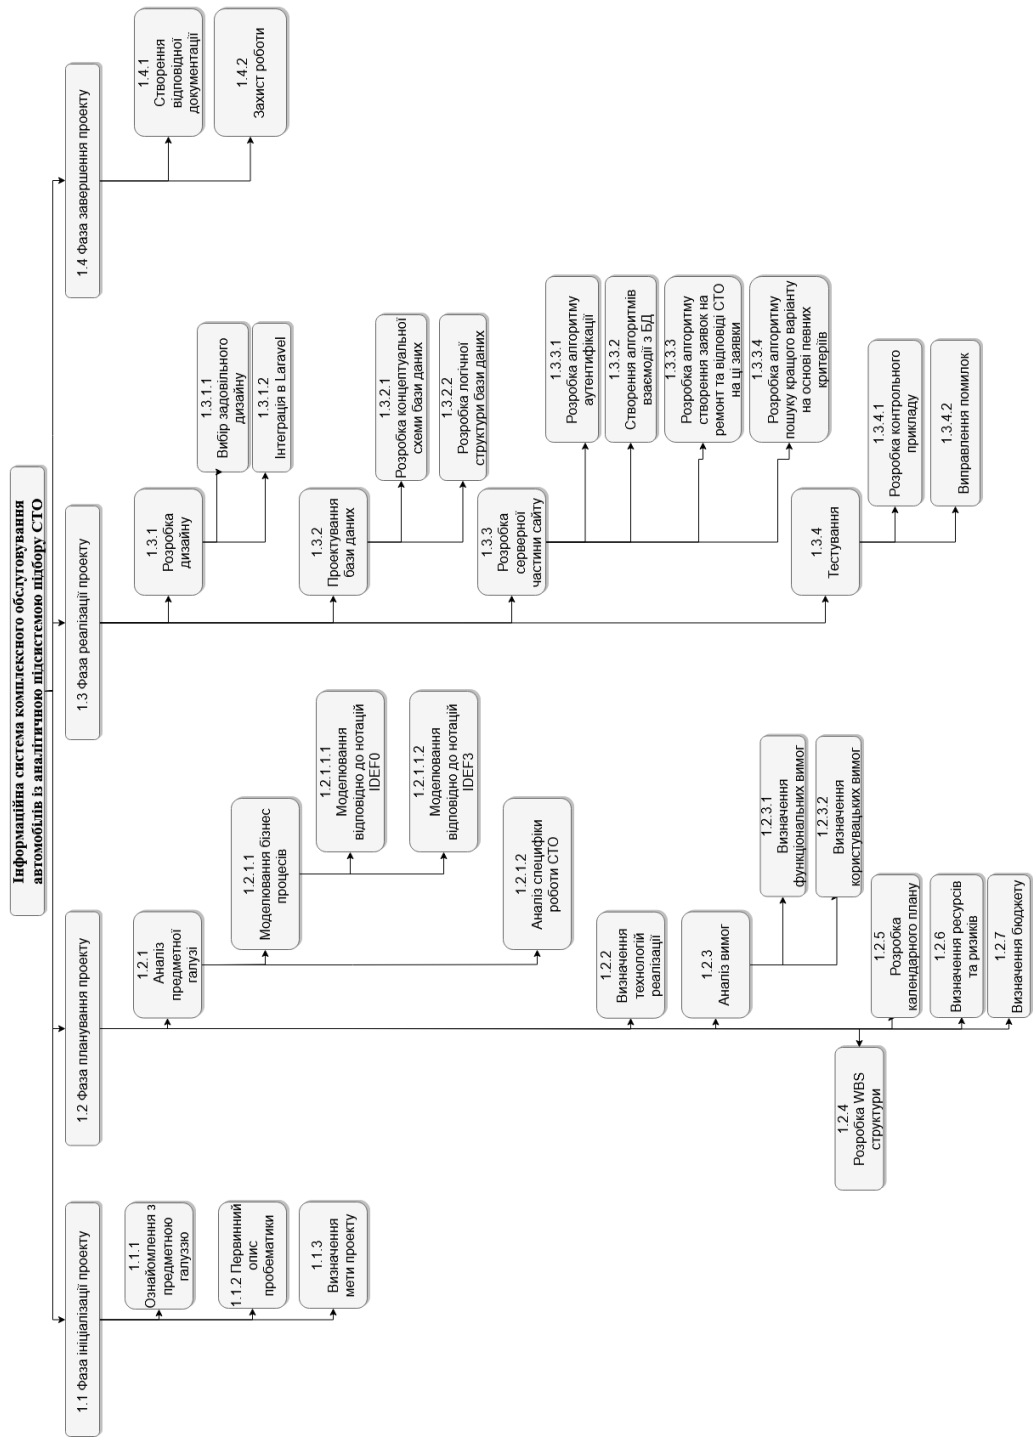 Інформаційна система комплексного обслуговування
автомобілів із аналітичною підсистемою підбору СТО
1.1 Фаза ініціалізації проекту
1.1.1
Ознайомлення з
предметною
галуззю
1.1.2 Первинний
опис
пробематики
1.1.3
Визначення
мети проекту
1.2 Фаза планування проекту
1.2.1
Аналіз
предметної
галузі
1.2.1.1
Моделювання бізнес
процесів
1.2.1.1.1
Моделювання
відповідно до нотацій
IDEF0
1.2.1.1.2
Моделювання
відповідно до нотацій
IDEF3
1.2.1.2
Аналіз специфіки
роботи СТО
1.2.2
Визначення
технологій
реалізації
1.2.3
Аналіз вимог
1.2.3.1
Визначення
функціональних вимог
1.2.3.2
Визначення
користувацьких вимог
1.2.4
Розробка WBS
структури
1.2.5
Розробка
календарного плану
1.2.6
Визначення ресурсів
та ризиків
1.2.7
Визначення бюджету
1.3 Фаза реалізації проекту
1.3.1
Розробка
дизайну
1.3.1.1
Вибір задовільного
дизайну
1.3.1.2
Інтеграція в Laravel
1.3.2
Проектування
бази даних
1.3.2.1
Розробка концептуальної
схеми бази даних
1.3.2.2
Розробка логічної
структури бази даних
1.3.3
Розробка
серверної
частини сайту
1.3.3.1
Розробка алгоритму
аутентифікації
1.3.3.2
Створення алгоритмів
взаємодії з БД
1.3.3.3
Розробка алгоритму
створення заявок на
ремонт та відповіді СТО
на ці заявки
1.3.3.4
Розробка алгоритму
пошуку кращого варіанту
на основі певних
критеріїв
1.3.4
Тестування
1.3.4.1
Розробка контрольного
прикладу
1.3.4.2
Виправлення помилок
1.4 Фаза завершення проекту
1.4.1
Створення
відповідної
документації
1.4.2
Захист роботи